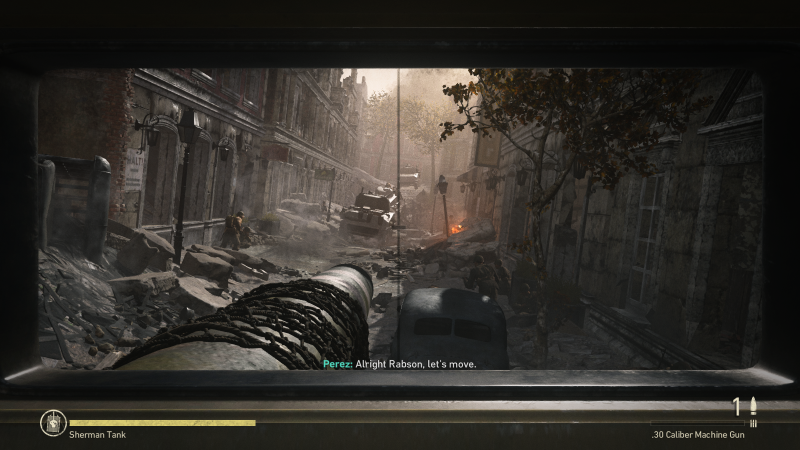 Perez: Alright Rabson, let's move.
1
Sherman Tank
.30 Caliber Machine Gun